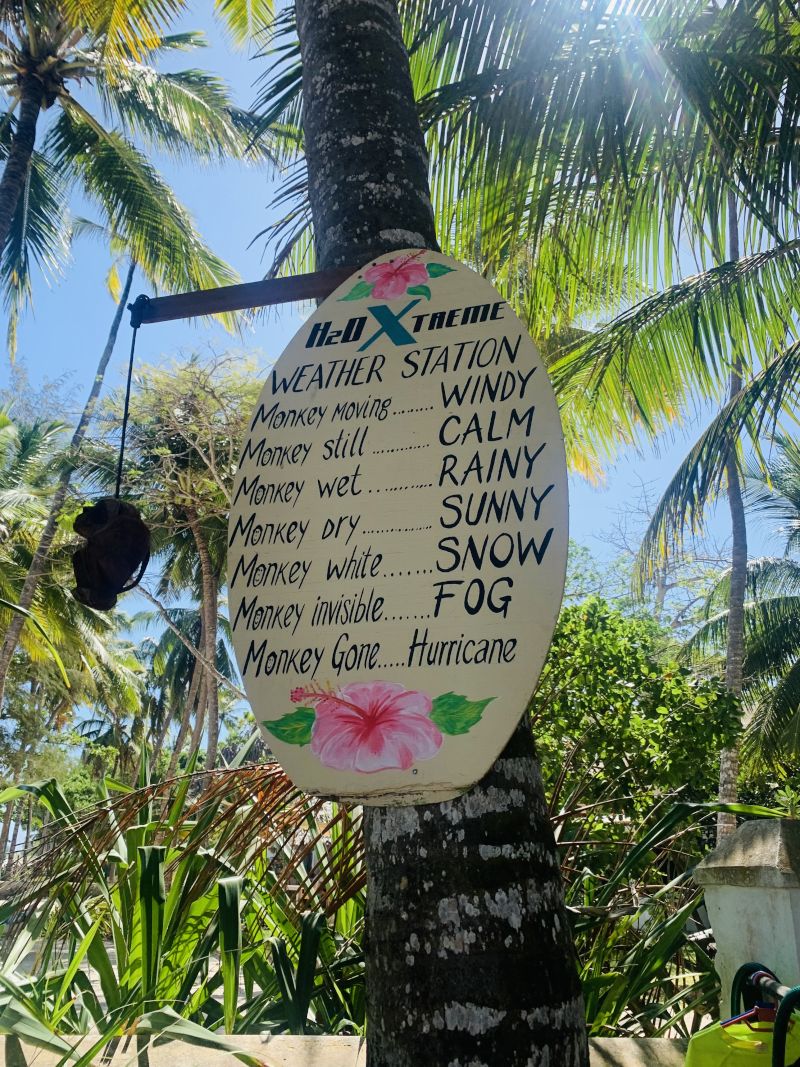 H2O XTREME
WEATHER STATION
Monkey moving......... WINDY
Monkey still ............. CALM
Monkey wet ............ RAINY
Monkey dry.............. SUNNY
Monkey white....... SNOW
Monkey invisible....... FOG
Monkey Gone.....Hurricane